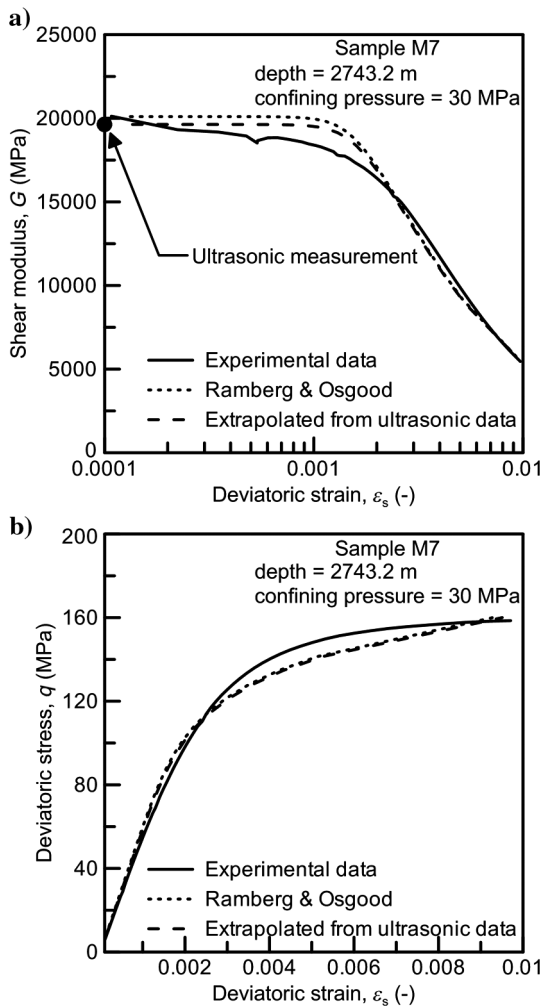 a)
25000
20000
15000
10000
5000
0
Shear modulus, G (MPa)
Sample M7
depth = 2743.2 m
confining pressure = 30 MPa
Ultrasonic measurement
Experimental data
Ramberg & Osgood
Extrapolated from ultrasonic data
0.0001
0.001
0.01
Deviatoric strain, εs (-)
b)
200
160
120
80
40
0
Deviatoric stress, q (MPa)
Sample M7
depth = 2743.2 m
confining pressure = 30 MPa
Experimental data
Ramberg & Osgood
Extrapolated from ultrasonic data
0.002
0.004
0.006
0.008
0.01
Deviatoric strain, εs (-)